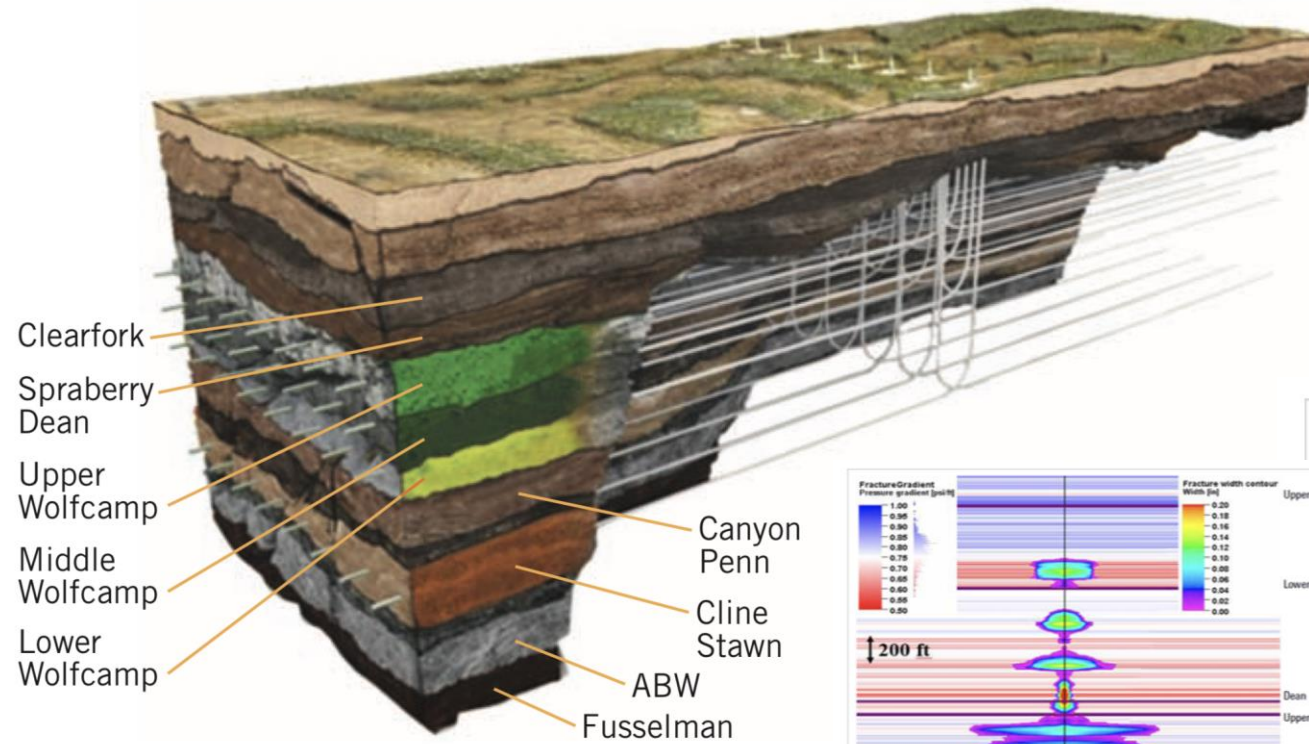 Clearfork
Spraberry
Dean
Upper
Wolfcamp
Middle
Wolfcamp
Lower
Wolfcamp
Canyon
Penn
Cline
Stawn
ABW
Fusselman
FractureGradient
Pressure gradient [psi/ft]
1.00
0.95
0.90
0.85
0.80
0.75
0.70
0.65
0.60
0.55
0.50
Fracture width contour
Width [in]
0.20
0.18
0.16
0.14
0.12
0.10
0.08
0.06
0.04
0.02
0.00
200 ft
Upper
Lower
Dean
Upper